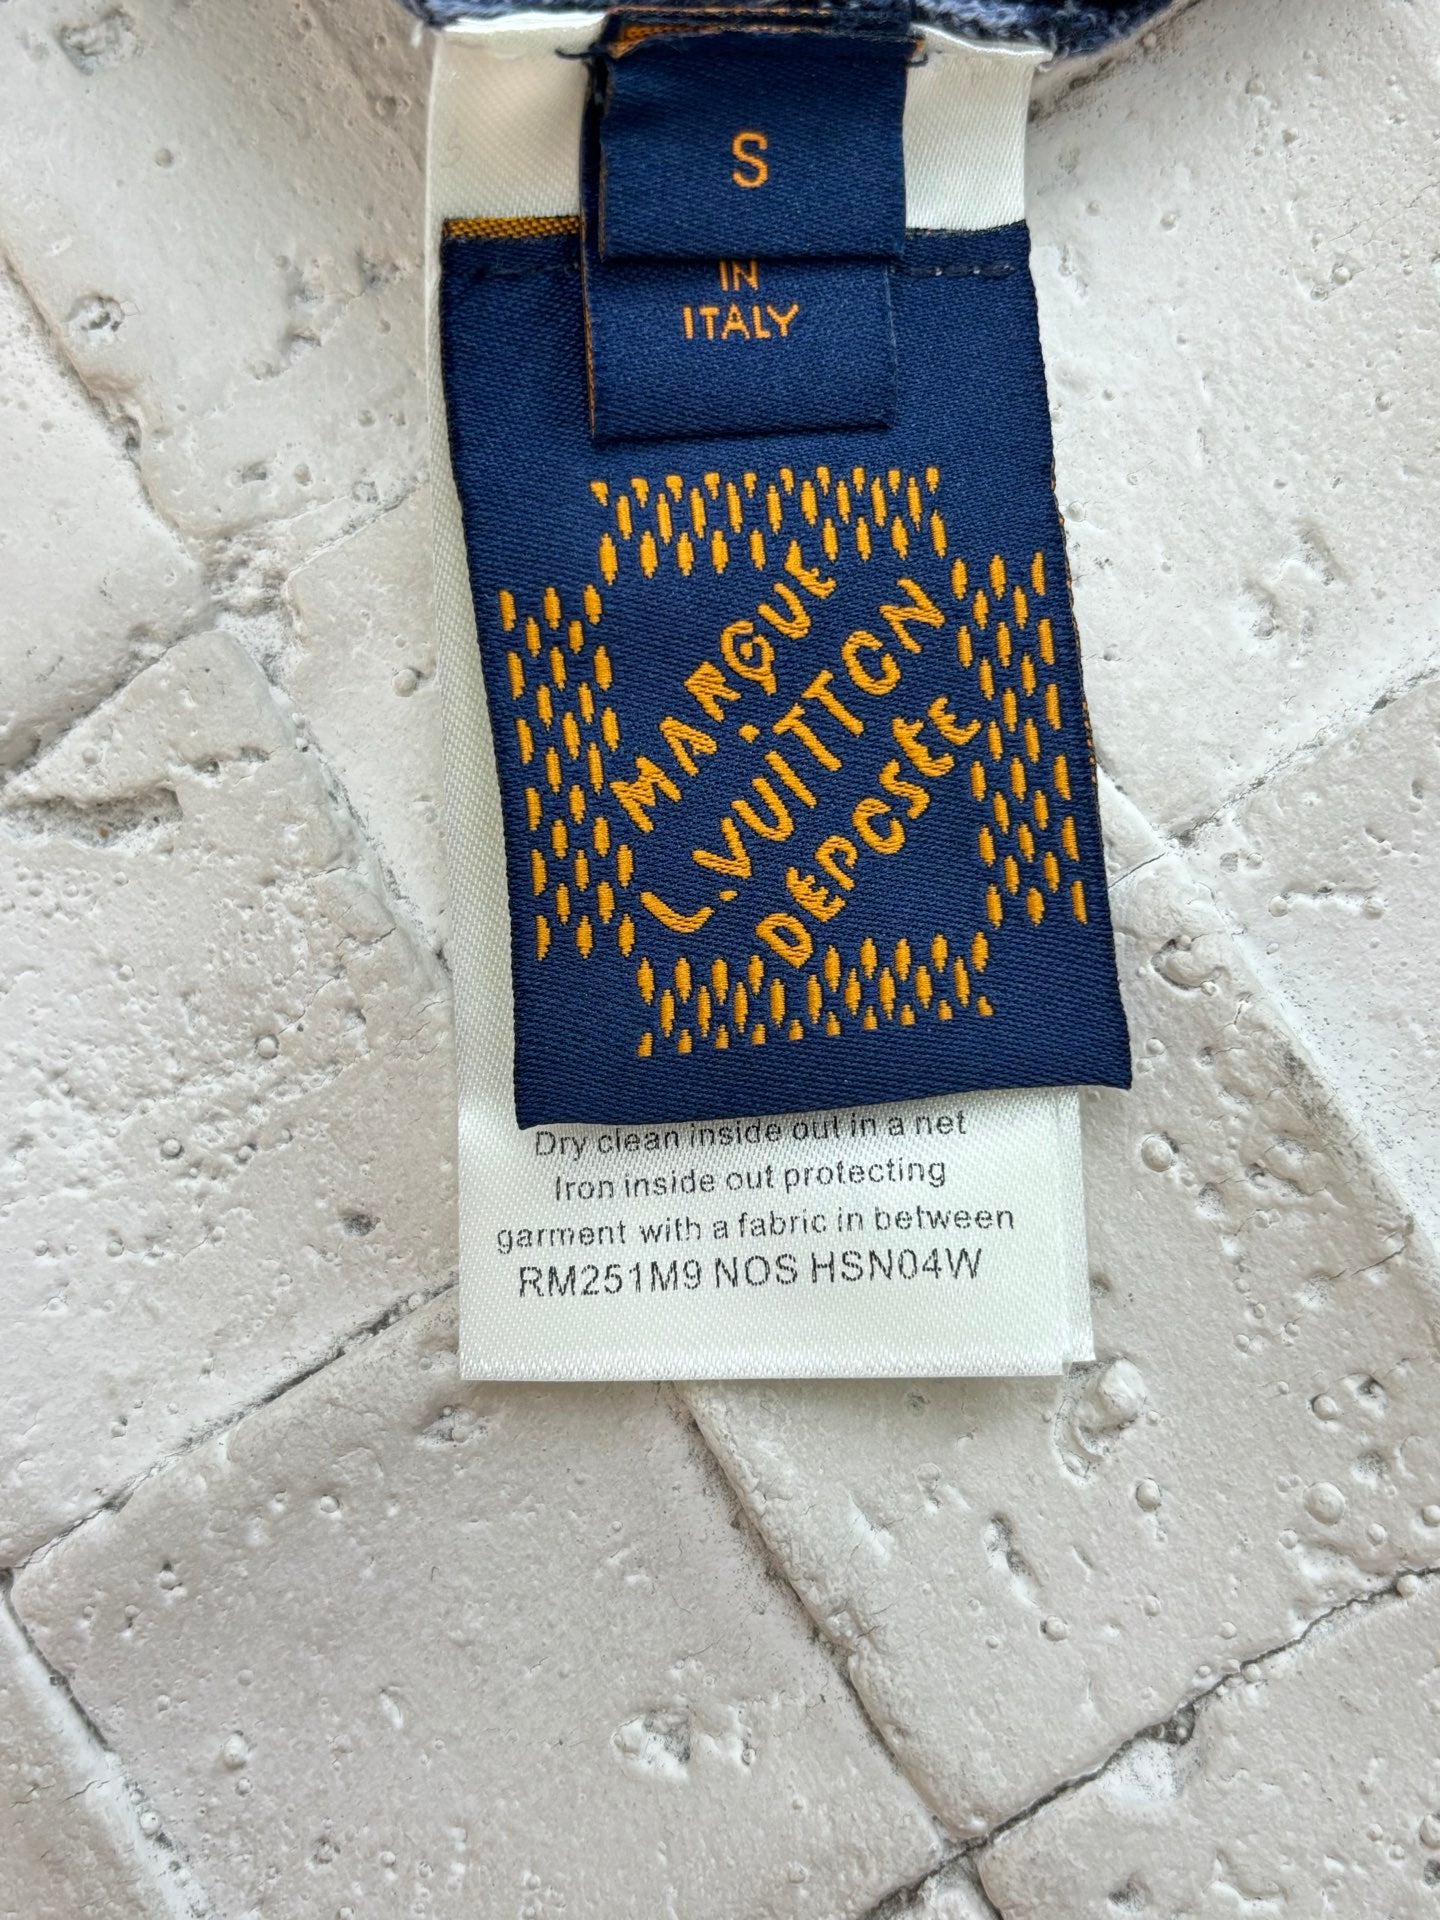 S
IN
ITALY
MARQUE
L.VUITTON
DEPOSEE
Dry clean inside out in a net
Iron inside out protecting
garment with a fabric in between
RM251M9 NOS HSN04W